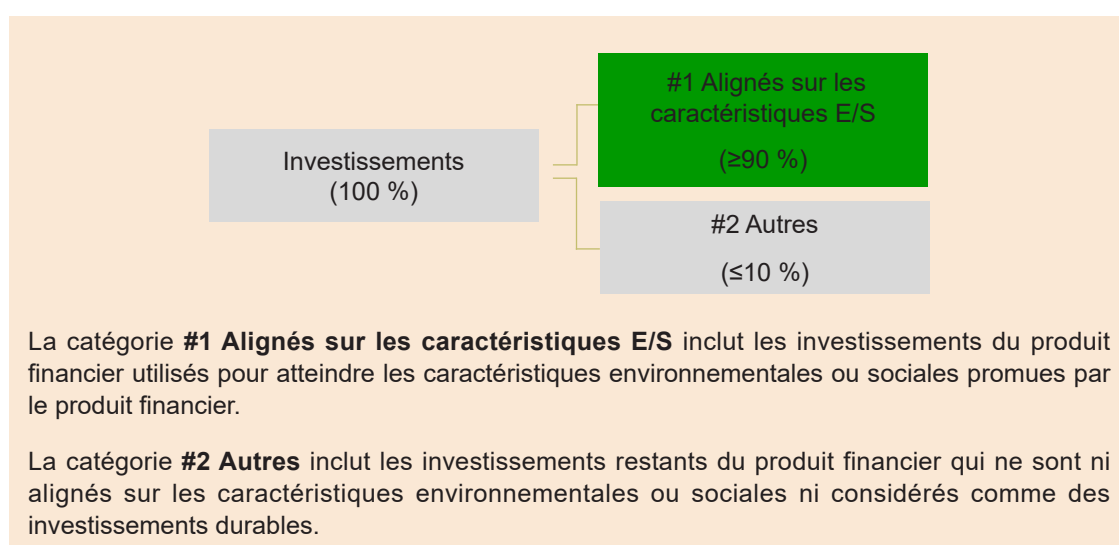 #1 Alignés sur les
caractéristiques E/S
(≥90 %)
Investissements
(100 %)
#2 Autres
(≤10 %)
La catégorie #1 Alignés sur les caractéristiques E/S inclut les investissements du produit
financier utilisés pour atteindre les caractéristiques environnementales ou sociales promues par
le produit financier.
La catégorie #2 Autres inclut les investissements restants du produit financier qui ne sont ni
alignés sur les caractéristiques environnementales ou sociales ni considérés comme des
investissements durables.